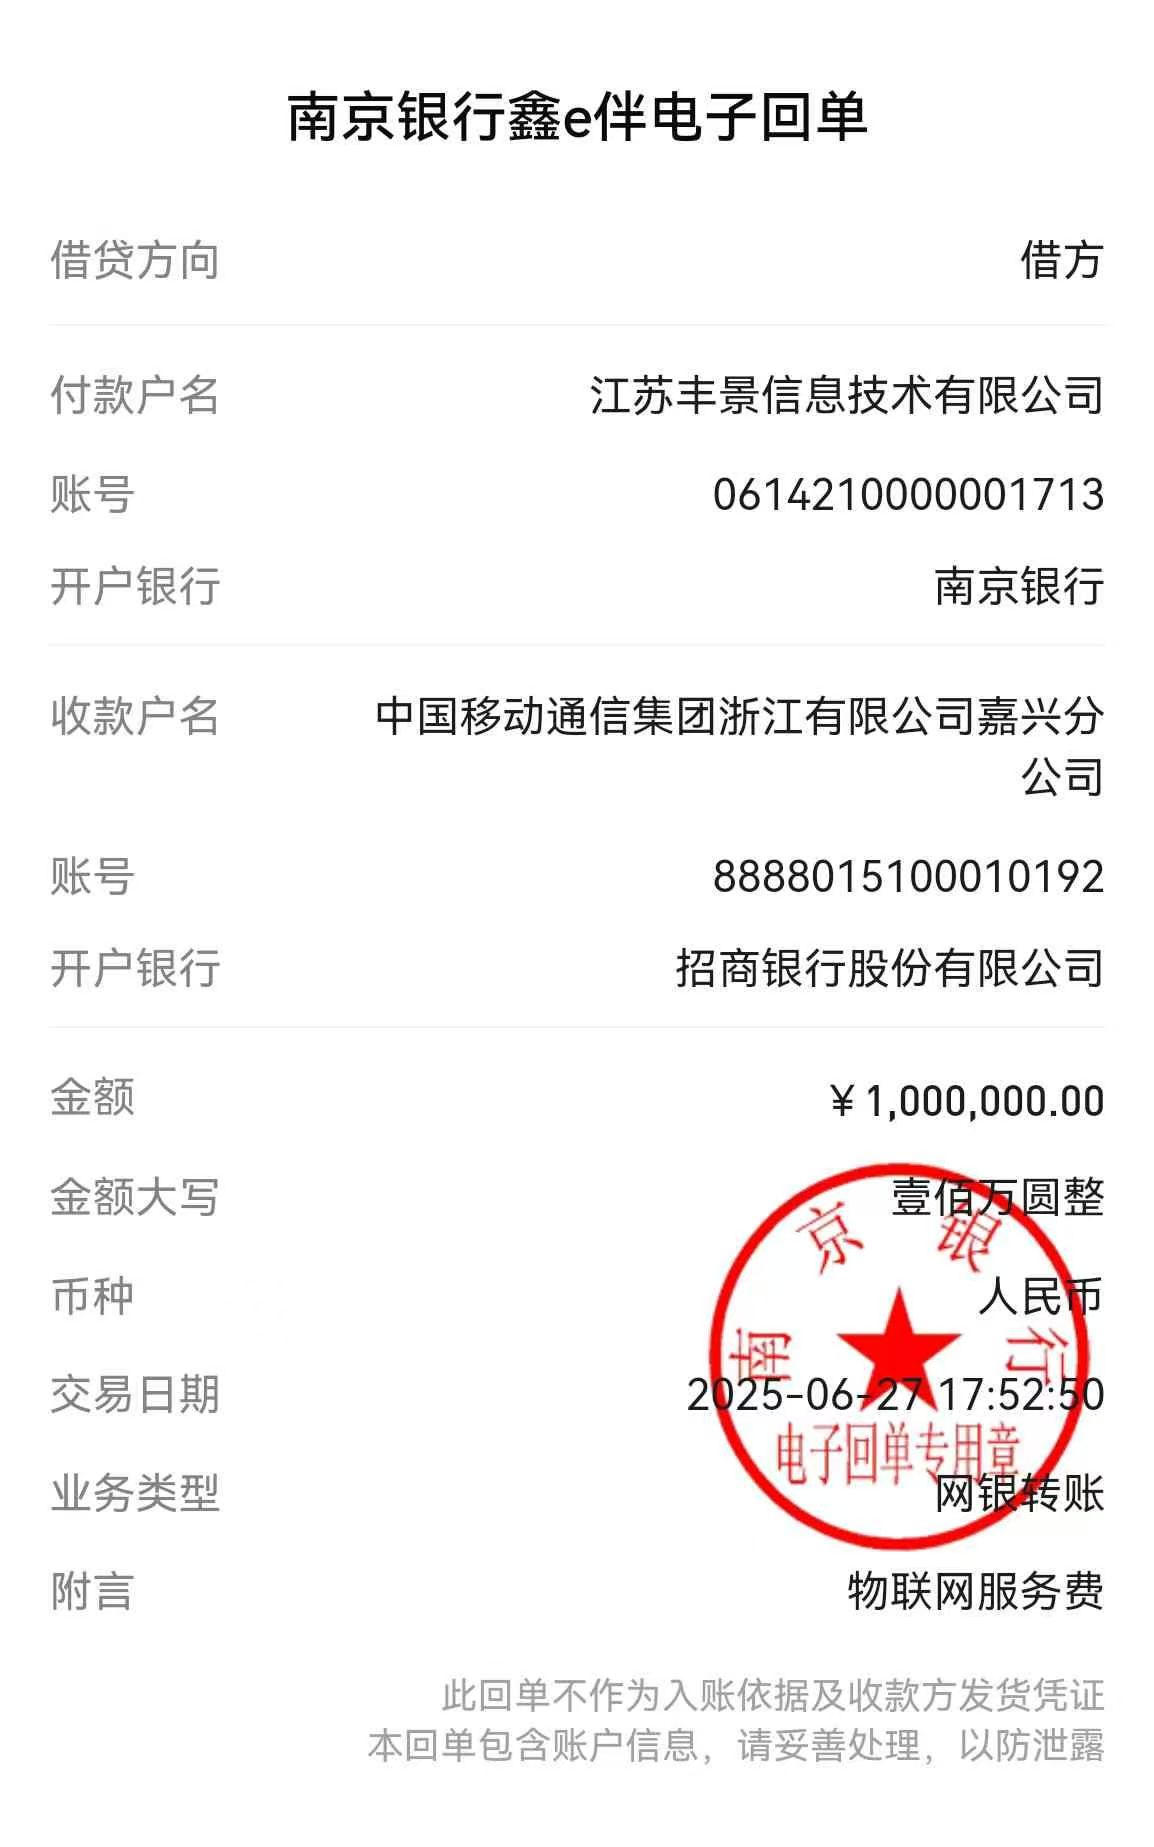 南京银行鑫e伴电子回单
借贷方向 借方
付款户名 江苏丰景信息技术有限公司
账号 0614210000001713
开户银行 南京银行
收款户名 中国移动通信集团浙江有限公司嘉兴分
公司
账号 8888015100010192
开户银行 招商银行股份有限公司
金额 ¥1,000,000.00
金额大写 壹佰万圆整
币种 人民币
交易日期 2025-06-27 17:52:50
业务类型 网银转账
附言 物联网服务费
南京银行
电子回单专用章
此回单不作为入账依据及收款方发货凭证
本回单包含账户信息，请妥善处理，以防泄露